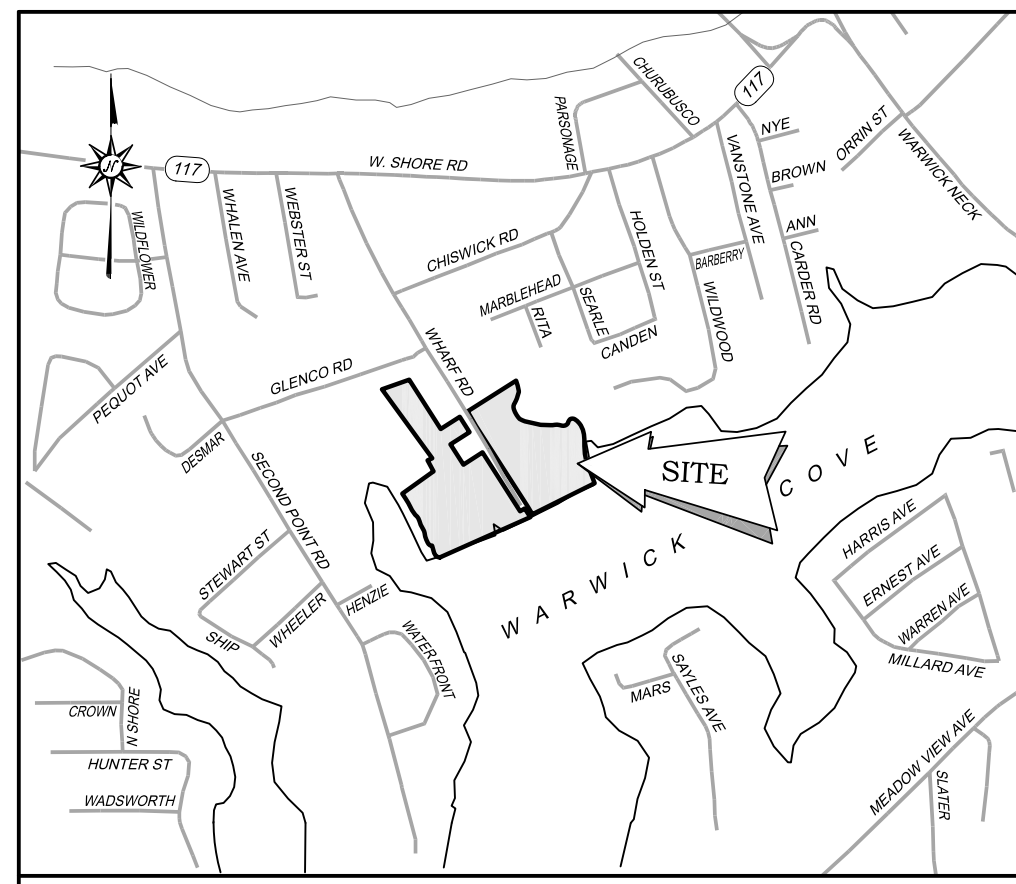 CHURUBUSCO
117
PARSONAGE
NYE
ORRIN ST
VANSTONE AVE
WARWICK NECK
N
117
W. SHORE RD
BROWN
WILDFLOWER
WHALEN AVE
WEBSTER ST
HOLDEN ST
ANN
CHISWICK RD
BARBERRY
CARDER RD
MARBLEHEAD
SEARLE
RITA
WILDWOOD
CANDEN
WHARF RD
PEQUOT AVE
GLENCO RD
DESMAR
SITE
SECOND POINT RD
WARWICK COVE
HARRIS AVE
STEWART ST
ERNEST AVE
HENZIE
WHEELER
WARREN AVE
SHIP
WATERFRONT
MILLARD AVE
MARS
SAYLES AVE
CROWN
N SHORE
HUNTER ST
MEADOW VIEW AVE
WADSWORTH
SLATER